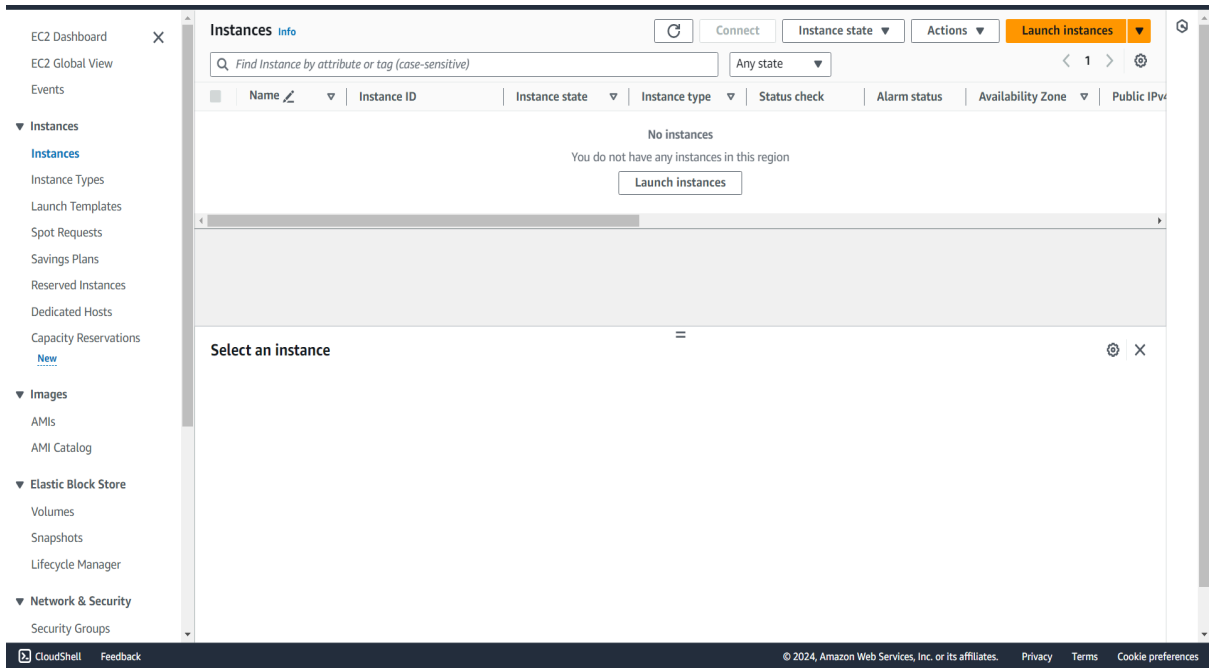 EC2 Dashboard
EC2 Global View
Events
Instances
Instances
Instance Types
Launch Templates
Spot Requests
Savings Plans
Reserved Instances
Dedicated Hosts
Capacity Reservations
New
Images
AMIs
AMI Catalog
Elastic Block Store
Volumes
Snapshots
Lifecycle Manager
Network & Security
Security Groups
Instances Info
Connect Instance state Actions Launch instances
Find Instance by attribute or tag (case-sensitive) Any state 1
Name Instance ID Instance state Instance type Status check Alarm status Availability Zone Public IPv4
No instances
You do not have any instances in this region
Launch instances
Select an instance
CloudShell Feedback © 2024, Amazon Web Services, Inc. or its affiliates. Privacy Terms Cookie preferences